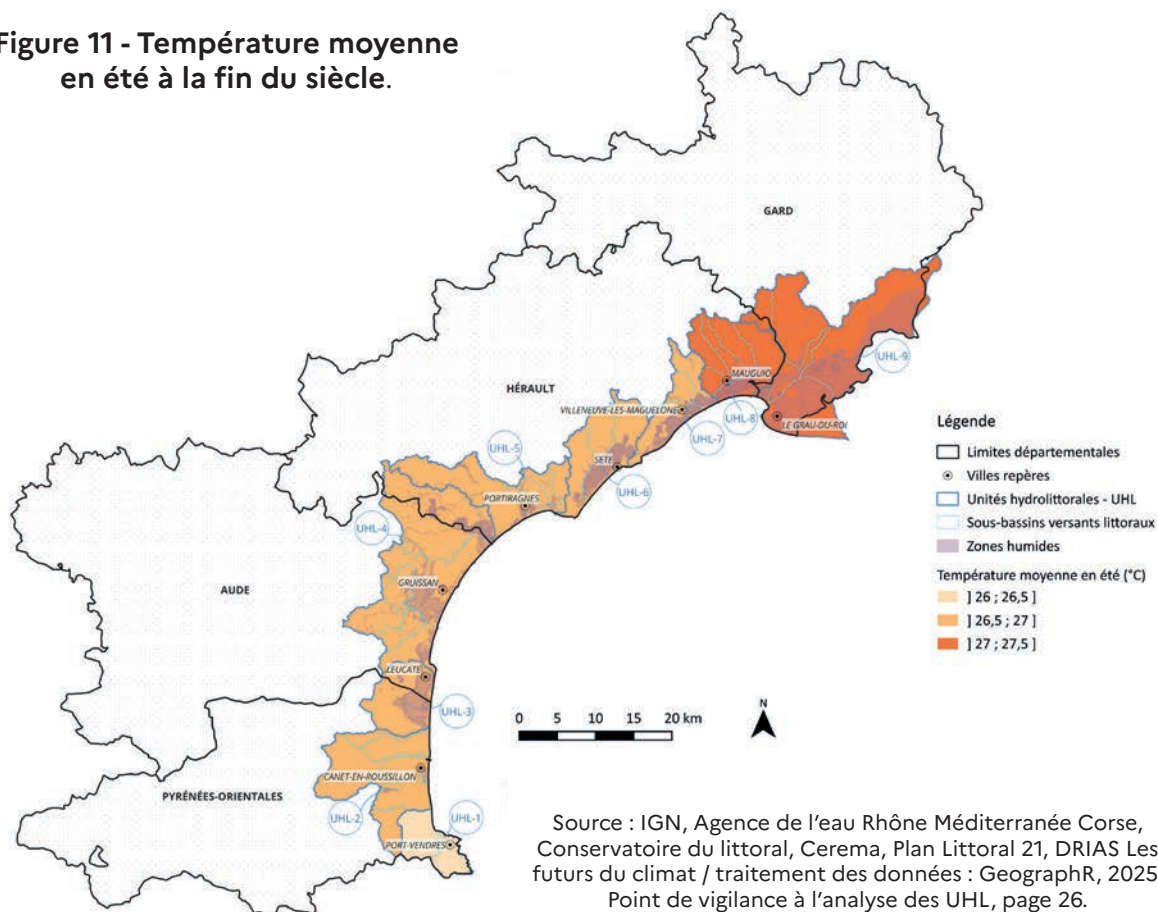 Figure 11 - Température moyenne
en été à la fin du siècle.
GARD
UHL-9
MAUGUIO
HÉRAULT
VILLENEUVE-LES-MAGUELONE
UHL-8
LE GRAU-DU-ROI
UHL-7
UHL-5
SETE
UHL-6
PORTIRAGNES
UHL-4
AUDE
GRUISSAN
LEUCATE
UHL-3
CANET-EN-ROUSSILLON
PYRÉNÉES-ORIENTALES
UHL-2
UHL-1
PORT-VENDRES
Légende
Limites départementales
Villes repères
Unités hydrolittorales - UHL
Sous-bassins versants littoraux
Zones humides
Température moyenne en été (°C)
] 26 ; 26,5 ]
] 26,5 ; 27 ]
] 27 ; 27,5 ]
0 5 10 15 20 km
N
Source : IGN, Agence de l'eau Rhône Méditerranée Corse,
Conservatoire du littoral, Cerema, Plan Littoral 21, DRIAS Les
futurs du climat / traitement des données : GeographR, 2025
Point de vigilance à l'analyse des UHL, page 26.